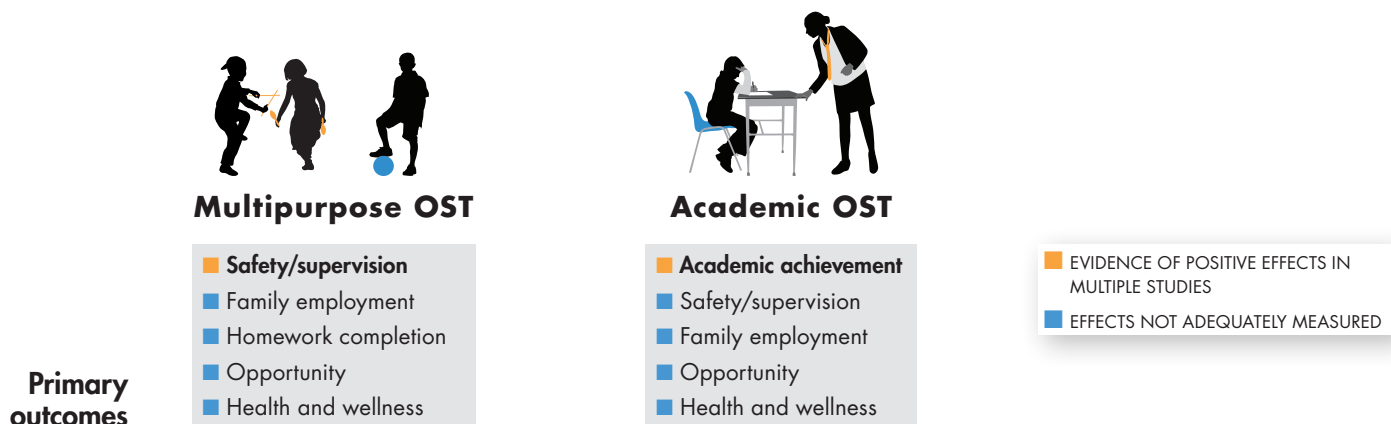 Multipurpose OST
Academic OST
Safety/supervision
Family employment
Homework completion
Opportunity
Health and wellness
Academic achievement
Safety/supervision
Family employment
Opportunity
Health and wellness
EVIDENCE OF POSITIVE EFFECTS IN
MULTIPLE STUDIES
EFFECTS NOT ADEQUATELY MEASURED
Primary
outcomes